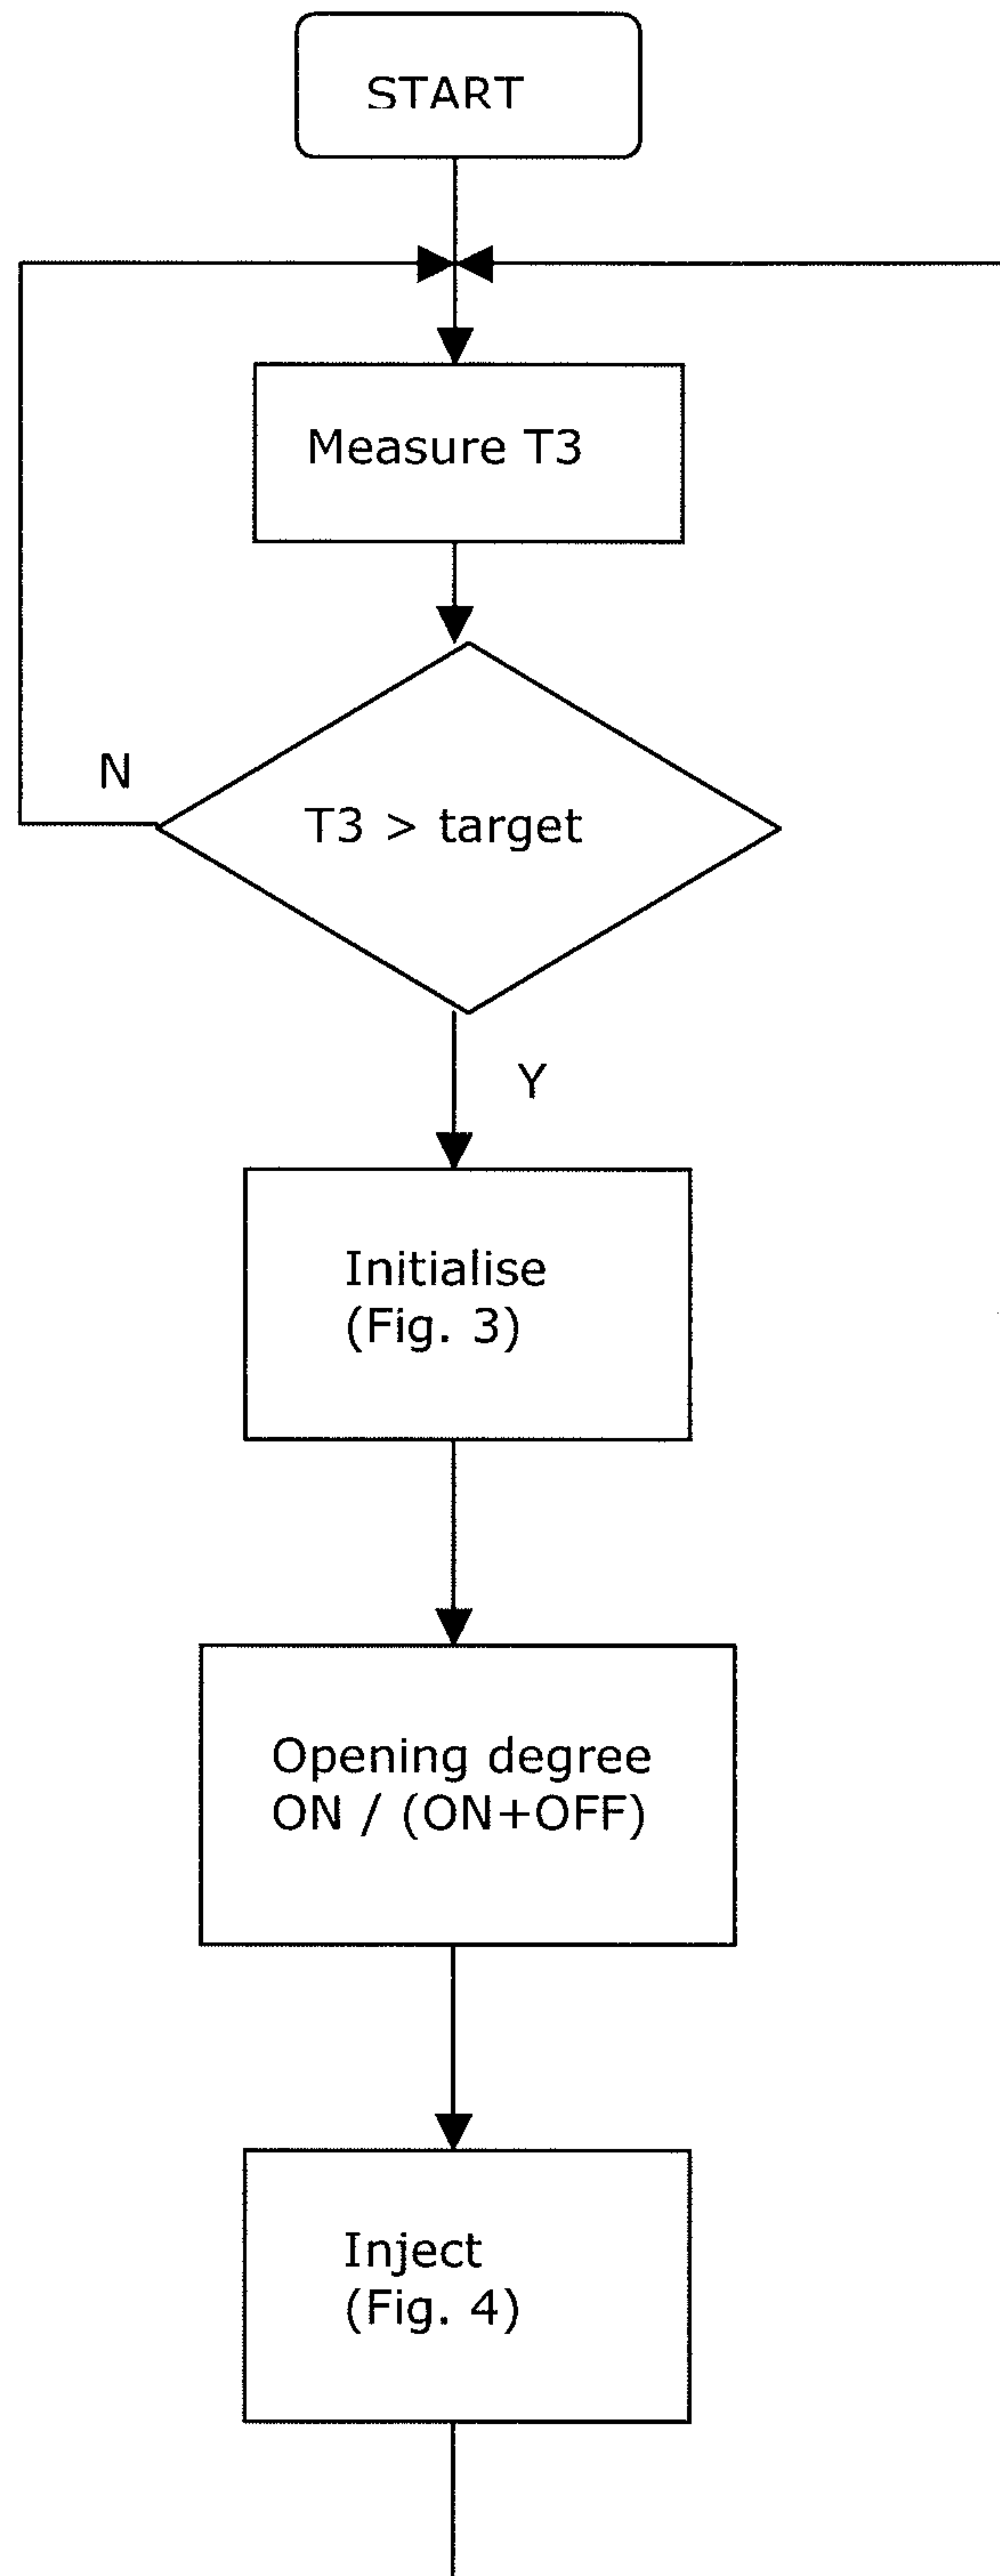 START
Measure T3
N
T3 > target
Y
Initialise
(Fig. 3)
Opening degree
ON / (ON+OFF)
Inject
(Fig. 4)